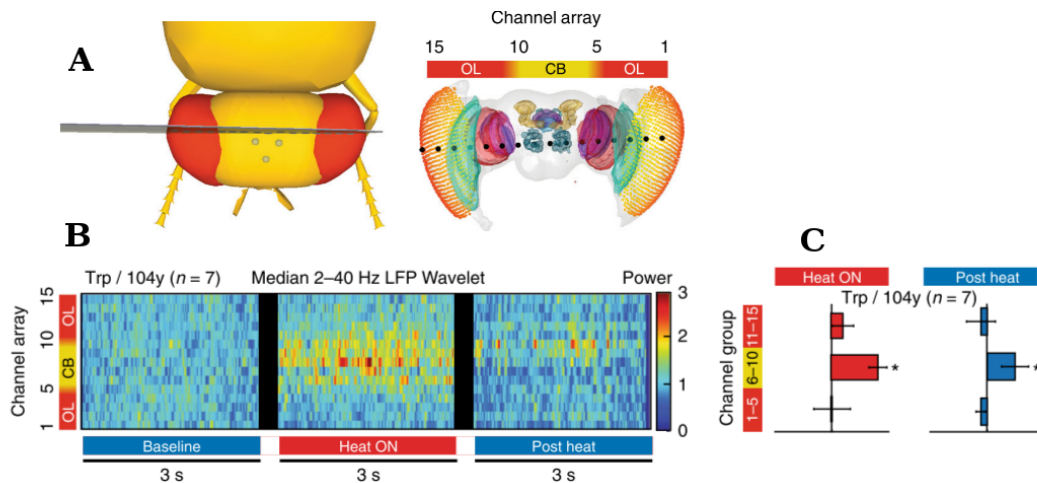 A
Channel array
15 10 5 1
OL CB OL
B
Trp / 104y (n = 7) Median 2–40 Hz LFP Wavelet Power
Channel array
15
10
5
1
OL
CB
OL
3
2
1
0
Baseline Heat ON Post heat
3 s 3 s 3 s
C
Heat ON Post heat
Trp / 104y (n = 7)
Channel group
11–15
6–10
1–5
* *